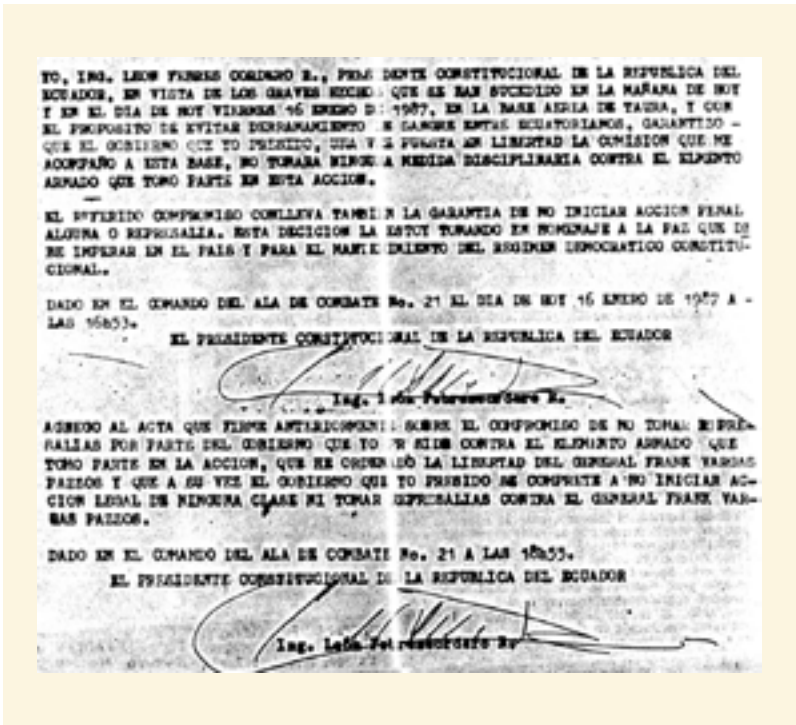 YO, ING. LEON FEBRES CORDERO R., PRESIDENTE CONSTITUCIONAL DE LA REPUBLICA DEL
ECUADOR, EN VISTA DE LOS GRAVES HECHOS QUE SE HAN SUCEDIDO EN LA MAÑANA DE HOY
Y EN EL DIA DE HOY VIERNES 16 ENERO DE 1987, EN LA BASE AEREA DE TAURA, Y CON
EL PROPOSITO DE EVITAR DERRAMAMIENTO DE SANGRE ENTRE ECUATORIANOS, GARANTIZO -
QUE EL GOBIERNO QUE YO PRESIDO, UNA VEZ PUESTA EN LIBERTAD LA COMISION QUE ME
ACOMPAÑO A ESTA BASE, NO TOMARA NINGUNA MEDIDA DISCIPLINARIA CONTRA EL ELMENTO
ARMADO QUE TOMO PARTE EN ESTA ACCION.
EL REFERIDO COMPROMISO CONLLEVA TAMBIEN LA GARANTIA DE NO INICIAR ACCION PENAL
ALGUNA O REPRESALIA. ESTA DECICION LA ESTOY TOMANDO EN HOMENAJE A LA PAZ QUE DE
BE IMPERAR EN EL PAIS Y PARA EL MANTENIMIENTO DEL REGIMEN DEMOCRATICO CONSTITU-
CIONAL.
DADO EN EL COMANDO DEL ALA DE COMBATE No. 21 EL DIA DE HOY 16 ENERO DE 1987 A -
LAS 16h53.
EL PRESIDENTE CONSTITUCIONAL DE LA REPUBLICA DEL ECUADOR
Ing. León Febrescordero R.
AGREGO AL ACTA QUE FIRME ANTERIORMENTE SOBRE EL COMPROMISO DE NO TOMAR REPRE-
SALIAS POR PARTE DEL GOBIERNO QUE YO PRESIDE CONTRA EL ELEMENTO ARMADO QUE
TOMO PARTE EN LA ACCION, QUE HE ORDENADO LA LIBERTAD DEL GENERAL FRANK VARGAS
PAZZOS Y QUE A SU VEZ EL GOBIERNO QUE YO PRESIDO SE COMPRETE A NO INICIAR AC-
CION LEGAL DE NINGUNA CLASE NI TOMAR REPRESALIAS CONTRA EL GENERAL FRANK VAR-
GAS PAZZOS.
DADO EN EL COMANDO DEL ALA DE COMBATE No. 21 A LAS 18h55.
EL PRESIDENTE CONSTITUCIONAL DE LA REPUBLICA DEL ECUADOR
Ing. León Febrescordero R.